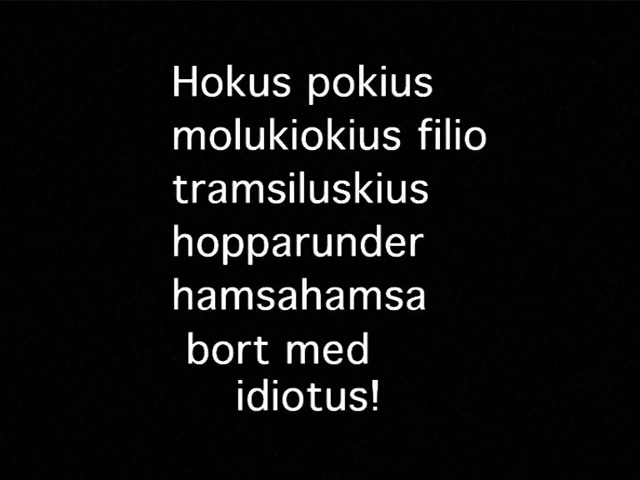 Hokus pokius
molukiokius filio
tramsiluskius
hopparunder
hamsahamsa
bort med
idiotus!